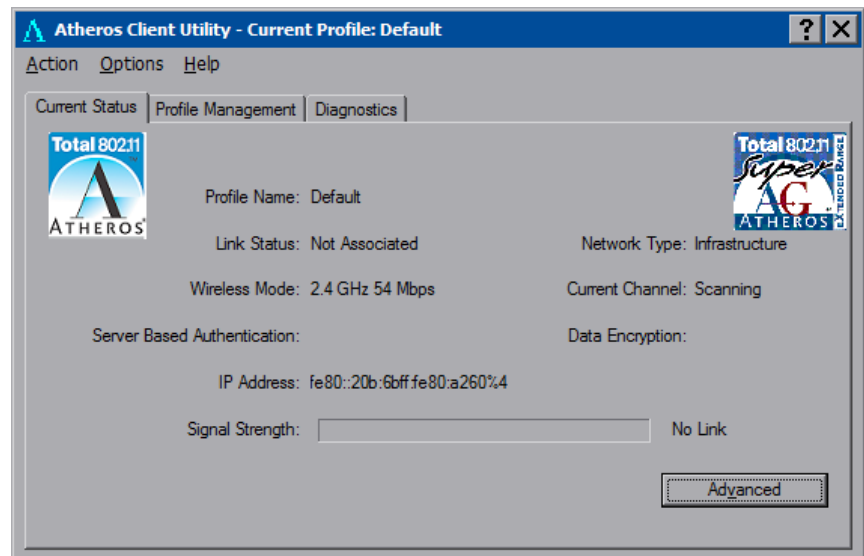 Atheros Client Utility - Current Profile: Default
Action Options Help
Current Status Profile Management Diagnostics
Total 802.11
ATHEROS
Total 802.11
Super
AG
ATHEROS
EXTENDED RANGE
Profile Name: Default
Link Status: Not Associated Network Type: Infrastructure
Wireless Mode: 2.4 GHz 54 Mbps Current Channel: Scanning
Server Based Authentication: Data Encryption:
IP Address: fe80::20b:6bff:fe80:a260%4
Signal Strength: No Link
Advanced